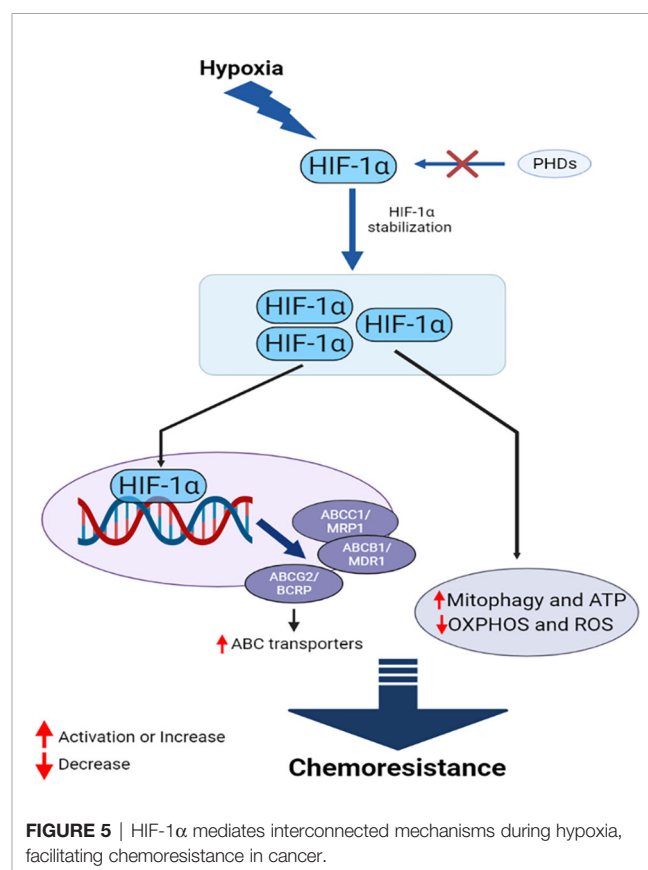 Hypoxia
HIF-1α
PHDs
HIF-1α
stabilization
HIF-1α
HIF-1α
HIF-1α
HIF-1α
ABCC1/
MRP1
ABCB1/
MDR1
ABCG2/
BCRP
ABC transporters
Mitophagy and ATP
OXPHOS and ROS
Activation or Increase
Decrease
Chemoresistance
FIGURE 5 | HIF-1α mediates interconnected mechanisms during hypoxia,
facilitating chemoresistance in cancer.